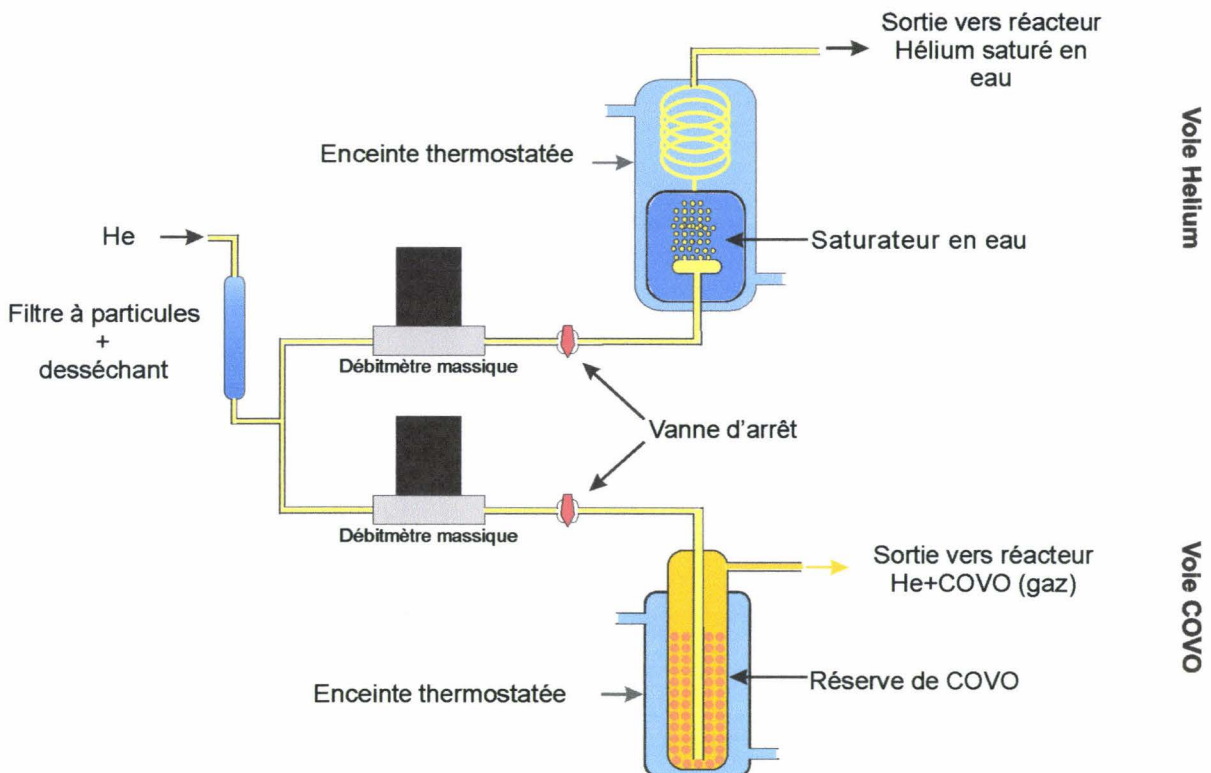 Sortie vers réacteur
Hélium saturé en
eau
Enceinte thermostatée
Voie Helium
He
Saturateur en eau
Filtre à particules
+
desséchant
Débitmètre massique
Vanne d'arrêt
Débitmètre massique
Sortie vers réacteur
He+COVO (gaz)
Voie COVO
Enceinte thermostatée
Réserve de COVO